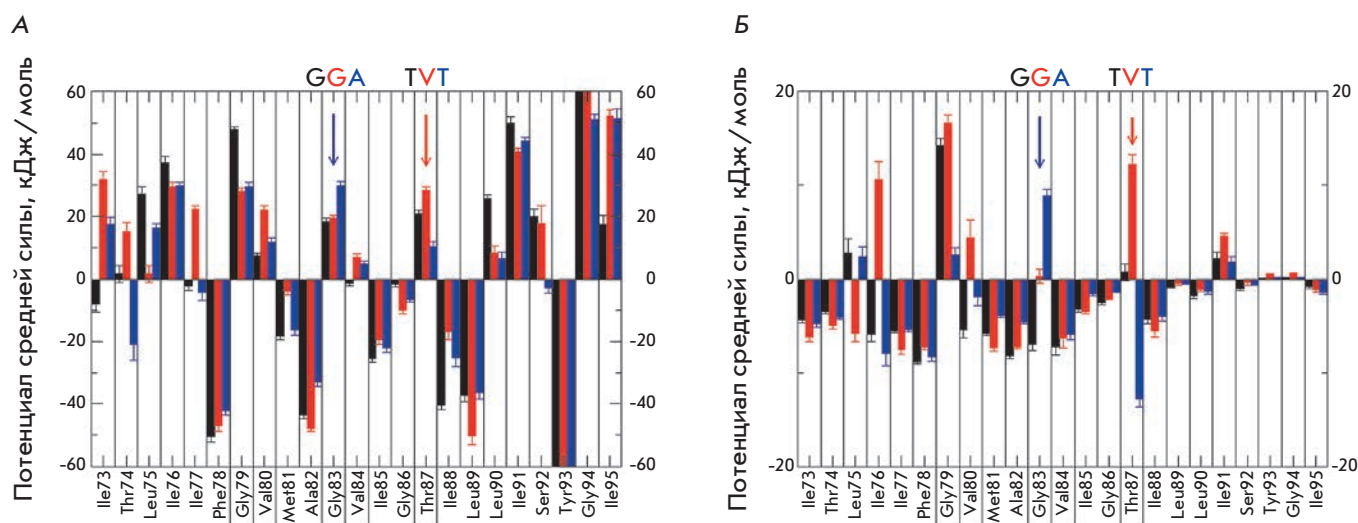 А
Потенциал средней силы, кДж/моль
GGA TVT
60 60
40 40
20 20
0 0
-20 -20
-40 -40
-60 -60
Ile73
Thr74
Leu75
Ile76
Ile77
Phe78
Gly79
Val80
Met81
Ala82
Gly83
Val84
Ile85
Gly86
Thr87
Ile88
Leu89
Leu90
Ile91
Ser92
Tyr93
Gly94
Ile95
Б
Потенциал средней силы, кДж/моль
GGA TVT
20 20
0 0
-20 -20
Ile73
Thr74
Leu75
Ile76
Ile77
Phe78
Gly79
Val80
Met81
Ala82
Gly83
Val84
Ile85
Gly86
Thr87
Ile88
Leu89
Leu90
Ile91
Ser92
Tyr93
Gly94
Ile95